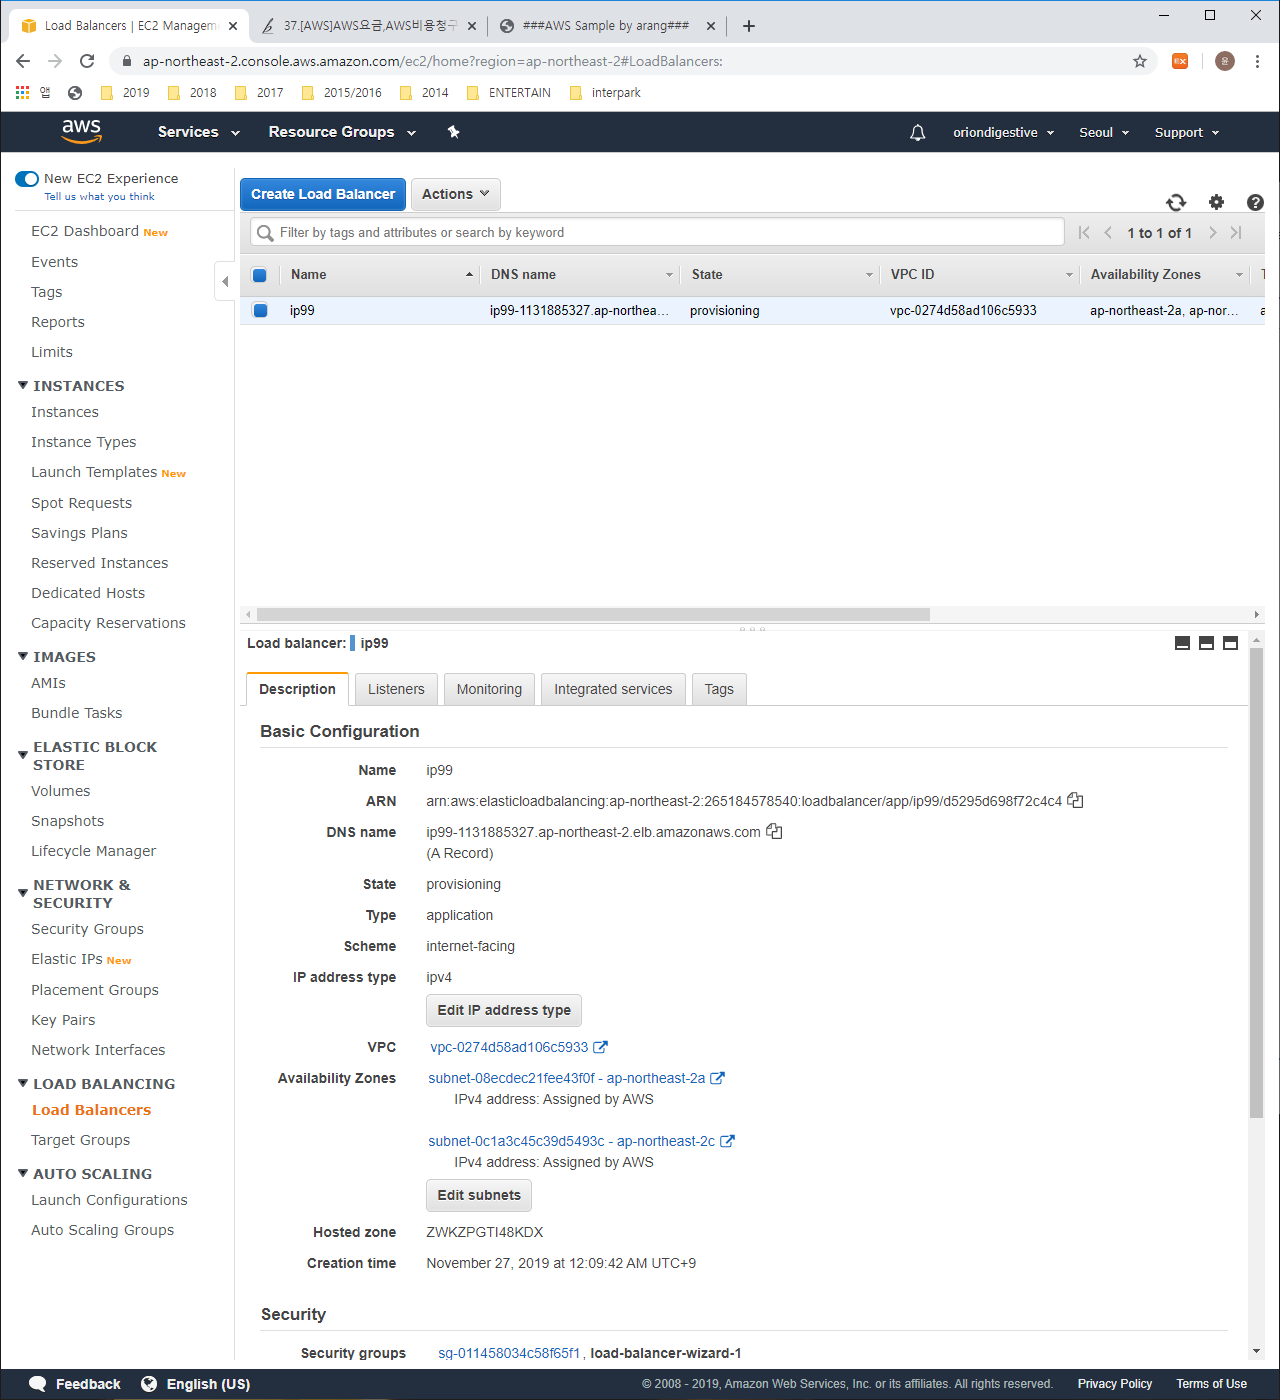 Load Balancers | EC2 Managem
37.[AWS]AWS요금,AWS비용청구
###AWS Sample by arang###
ap-northeast-2.console.aws.amazon.com/ec2/home?region=ap-northeast-2#LoadBalancers:
앱
2019
2018
2017
2015/2016
2014
ENTERTAIN
interpark
aws
Services
Resource Groups
oriondigestive
Seoul
Support
New EC2 Experience
Tell us what you think
EC2 Dashboard New
Events
Tags
Reports
Limits
INSTANCES
Instances
Instance Types
Launch Templates New
Spot Requests
Savings Plans
Reserved Instances
Dedicated Hosts
Capacity Reservations
IMAGES
AMIs
Bundle Tasks
ELASTIC BLOCK
STORE
Volumes
Snapshots
Lifecycle Manager
NETWORK &
SECURITY
Security Groups
Elastic IPs New
Placement Groups
Key Pairs
Network Interfaces
LOAD BALANCING
Load Balancers
Target Groups
AUTO SCALING
Launch Configurations
Auto Scaling Groups
Create Load Balancer
Actions
Filter by tags and attributes or search by keyword
1 to 1 of 1
Name DNS name State VPC ID Availability Zones
ip99 ip99-1131885327.ap-northea... provisioning vpc-0274d58ad106c5933 ap-northeast-2a, ap-nor... a
Load balancer: ip99
Description Listeners Monitoring Integrated services Tags
Basic Configuration
Name ip99
ARN arn:aws:elasticloadbalancing:ap-northeast-2:265184578540:loadbalancer/app/ip99/d5295d698f72c4c4
DNS name ip99-1131885327.ap-northeast-2.elb.amazonaws.com
(A Record)
State provisioning
Type application
Scheme internet-facing
IP address type ipv4
Edit IP address type
VPC vpc-0274d58ad106c5933
Availability Zones subnet-08ecdec21fee43f0f - ap-northeast-2a
IPv4 address: Assigned by AWS
subnet-0c1a3c45c39d5493c - ap-northeast-2c
IPv4 address: Assigned by AWS
Edit subnets
Hosted zone ZWKZPGTI48KDX
Creation time November 27, 2019 at 12:09:42 AM UTC+9
Security
Security groups sg-011458034c58f65f1, load-balancer-wizard-1
Feedback
English (US)
© 2008 - 2019, Amazon Web Services, Inc. or its affiliates. All rights reserved.
Privacy Policy
Terms of Use